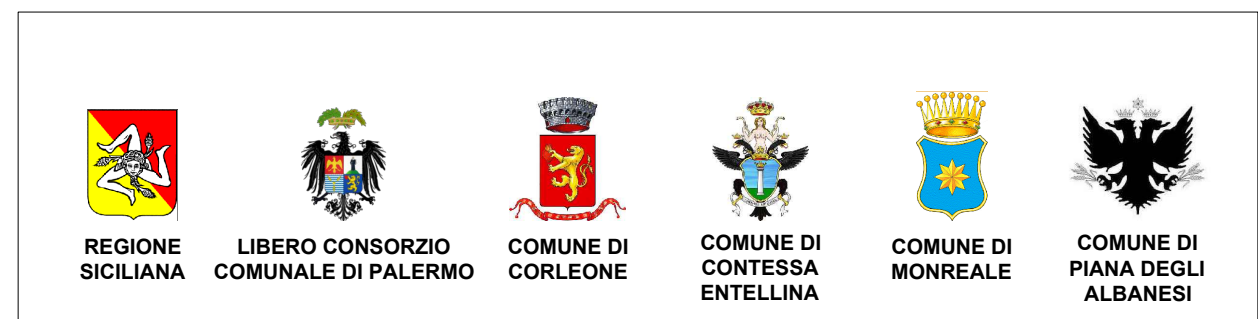 REGIONE
SICILIANA
LIBERO CONSORZIO
COMUNALE DI PALERMO
COMUNE DI
CORLEONE
COMUNE DI
CONTESSA
ENTELLINA
COMUNE DI
MONREALE
COMUNE DI
PIANA DEGLI
ALBANESI